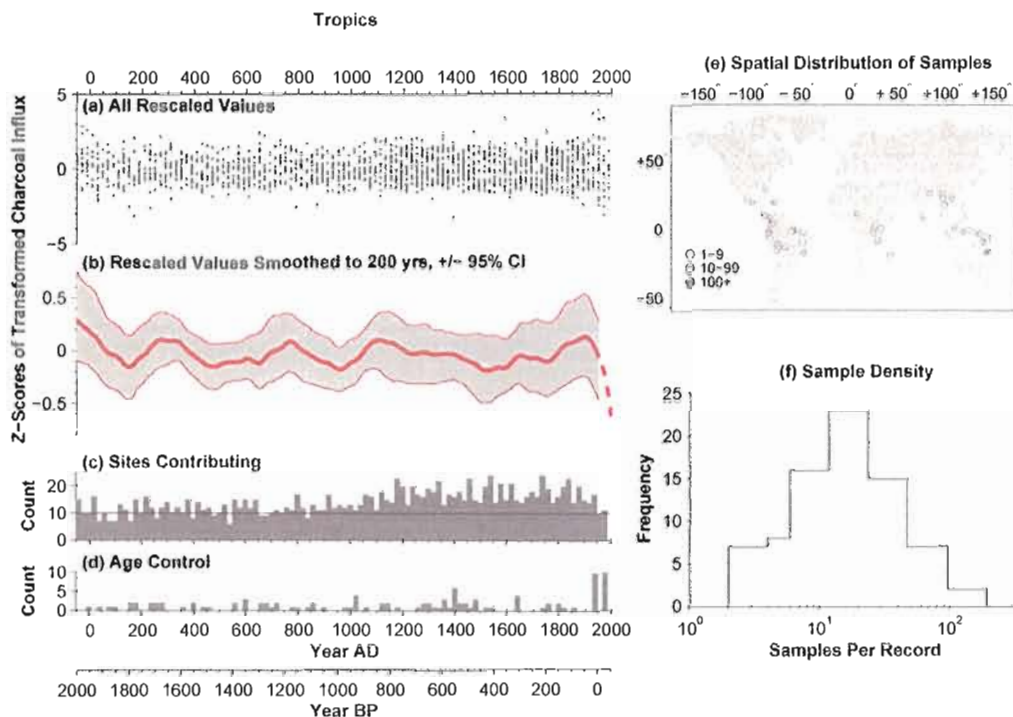 Tropics
0 200 400 600 800 1000 1200 1400 1600 1800 2000
(a) All Rescaled Values
5
0
−5
Z-Scores of Transformed Charcoal Influx
(b) Rescaled Values Smoothed to 200 yrs, +/− 95% CI
0.5
0
−0.5
(c) Sites Contributing
Count
20
10
0
(d) Age Control
Count
10
5
0
0 200 400 600 800 1000 1200 1400 1600 1800 2000
Year AD
2000 1800 1600 1400 1200 1000 800 600 400 200 0
Year BP
(e) Spatial Distribution of Samples
−150° −100° −50° 0° +50° +100° +150°
+50
0
−50
1−9
10−99
100+
(f) Sample Density
Frequency
25
20
15
10
5
0
10⁰ 10¹ 10²
Samples Per Record